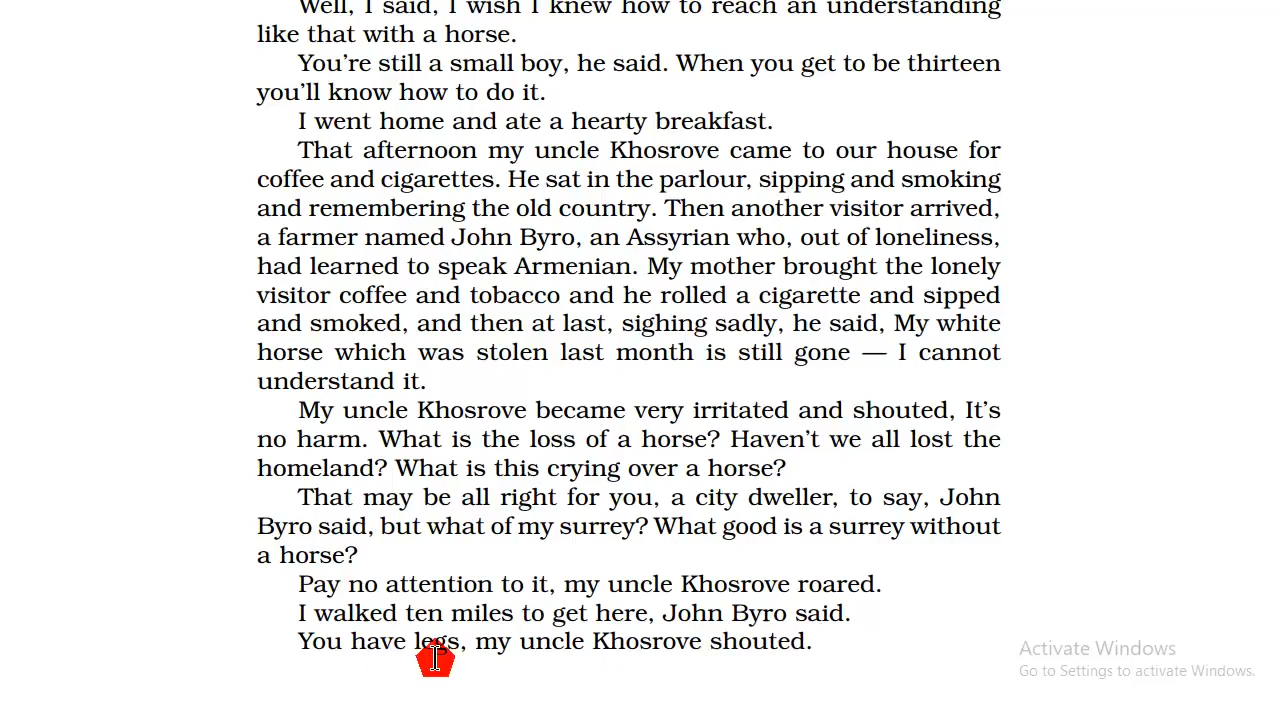 Well, I said, I wish I knew how to reach an understanding
like that with a horse.
You're still a small boy, he said. When you get to be thirteen
you'll know how to do it.
I went home and ate a hearty breakfast.
That afternoon my uncle Khosrove came to our house for
coffee and cigarettes. He sat in the parlour, sipping and smoking
and remembering the old country. Then another visitor arrived,
a farmer named John Byro, an Assyrian who, out of loneliness,
had learned to speak Armenian. My mother brought the lonely
visitor coffee and tobacco and he rolled a cigarette and sipped
and smoked, and then at last, sighing sadly, he said, My white
horse which was stolen last month is still gone — I cannot
understand it.
My uncle Khosrove became very irritated and shouted, It's
no harm. What is the loss of a horse? Haven't we all lost the
homeland? What is this crying over a horse?
That may be all right for you, a city dweller, to say, John
Byro said, but what of my surrey? What good is a surrey without
a horse?
Pay no attention to it, my uncle Khosrove roared.
I walked ten miles to get here, John Byro said.
You have legs, my uncle Khosrove shouted.
Activate Windows
Go to Settings to activate Windows.